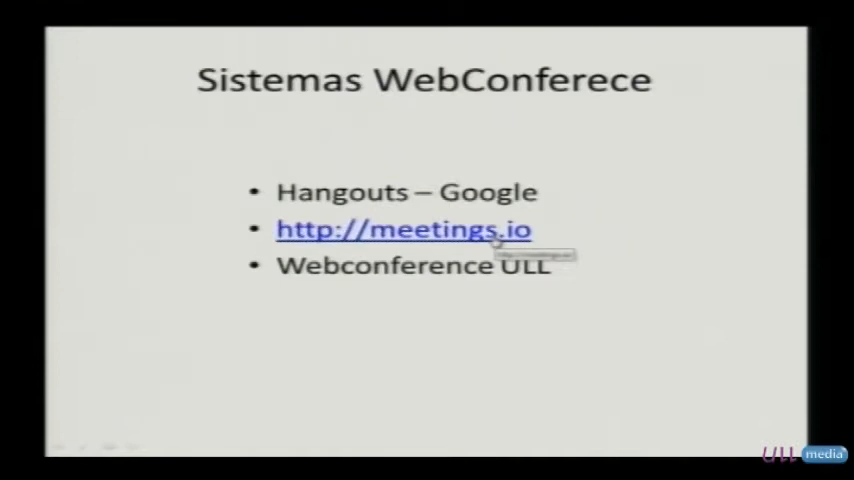 Sistemas WebConferece
• Hangouts – Google
• http://meetings.io
• Webconference ULL
ULL media